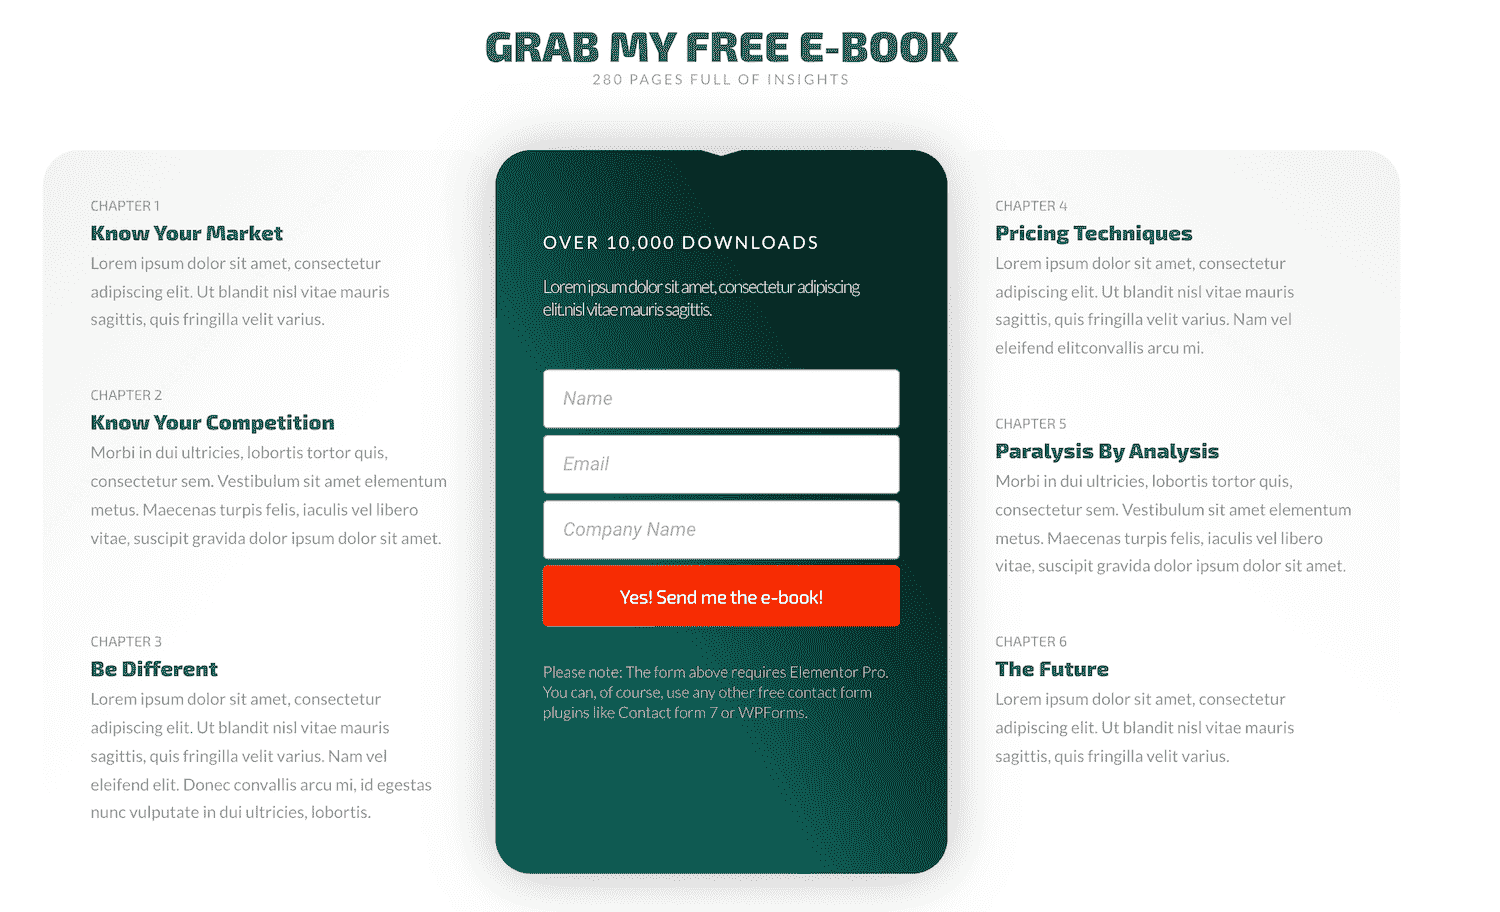 GRAB MY FREE E-BOOK
280 PAGES FULL OF INSIGHTS
CHAPTER 1
Know Your Market
Lorem ipsum dolor sit amet, consectetur
adipiscing elit. Ut blandit nisl vitae mauris
sagittis, quis fringilla velit varius.
CHAPTER 2
Know Your Competition
Morbi in dui ultricies, lobortis tortor quis,
consectetur sem. Vestibulum sit amet elementum
metus. Maecenas turpis felis, iaculis vel libero
vitae, suscipit gravida dolor ipsum dolor sit amet.
CHAPTER 3
Be Different
Lorem ipsum dolor sit amet, consectetur
adipiscing elit. Ut blandit nisl vitae mauris
sagittis, quis fringilla velit varius. Nam vel
eleifend elit. Donec convallis arcu mi, id egestas
nunc vulputate in dui ultricies, lobortis.
OVER 10,000 DOWNLOADS
Lorem ipsum dolor sit amet, consectetur adipiscing
elit.nisl vitae mauris sagittis.
Name
Email
Company Name
Yes! Send me the e-book!
Please note: The form above requires Elementor Pro.
You can, of course, use any other free contact form
plugins like Contact form 7 or WPForms.
CHAPTER 4
Pricing Techniques
Lorem ipsum dolor sit amet, consectetur
adipiscing elit. Ut blandit nisl vitae mauris
sagittis, quis fringilla velit varius. Nam vel
eleifend elitconvallis arcu mi.
CHAPTER 5
Paralysis By Analysis
Morbi in dui ultricies, lobortis tortor quis,
consectetur sem. Vestibulum sit amet elementum
metus. Maecenas turpis felis, iaculis vel libero
vitae, suscipit gravida dolor ipsum dolor sit amet.
CHAPTER 6
The Future
Lorem ipsum dolor sit amet, consectetur
adipiscing elit. Ut blandit nisl vitae mauris
sagittis, quis fringilla velit varius.